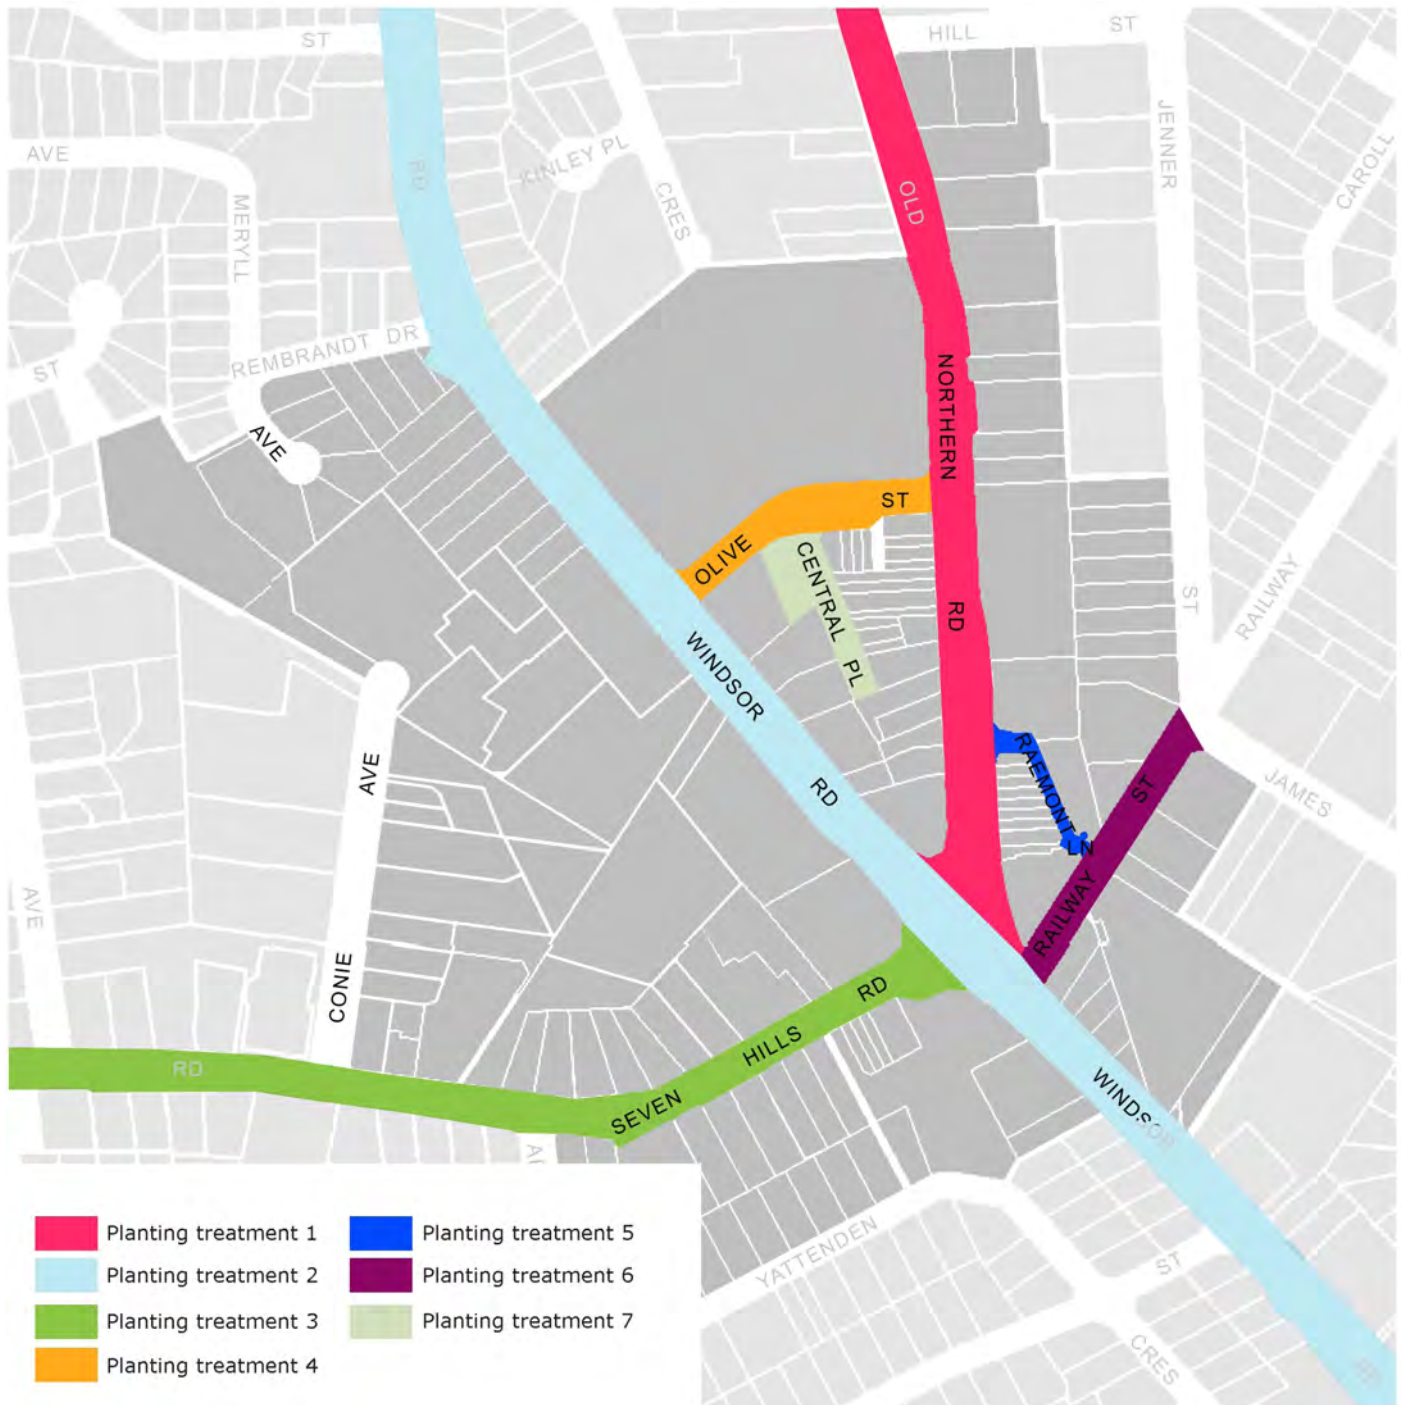 ST
HILL
ST
AVE
RD
KINLEY PL
CRES
JENNER
CAROLL
MERYLL
OLD
REMBRANDT DR
ST
AVE
NORTHERN
ST
OLIVE
CENTRAL PL
RD
ST
RAILWAY
WINDSOR
RD
AVE
RAEMONT
LN
ST
JAMES
RAILWAY
AVE
CONIE
RD
HILLS
SEVEN
RD
WINDSOR
YATTENDEN
ST
CRES
RD
Planting treatment 1
Planting treatment 2
Planting treatment 3
Planting treatment 4
Planting treatment 5
Planting treatment 6
Planting treatment 7